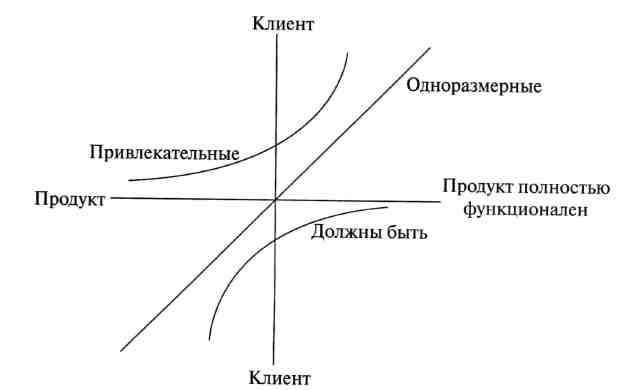 Клиент
Одноразмерные
Привлекательные
Продукт
Продукт полностью
функционален
Должны быть
Клиент